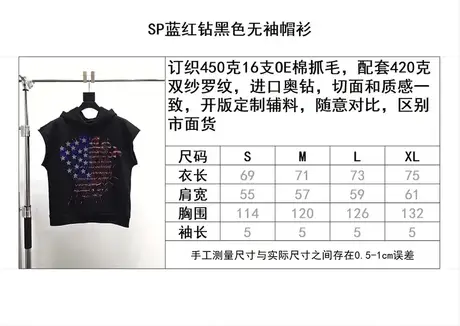 SP蓝红钻黑色无袖帽衫
订织450克16支OE棉抓毛，配套420克
双纱罗纹，进口奥钻，切面和质感一
致，开版定制辅料，随意对比，区别
市面货
尺码 S M L XL
衣长 69 71 73 75
肩宽 55 57 59 61
胸围 114 120 126 132
袖长 5 5 5 5
手工测量尺寸与实际尺寸之间存在0.5-1cm误差